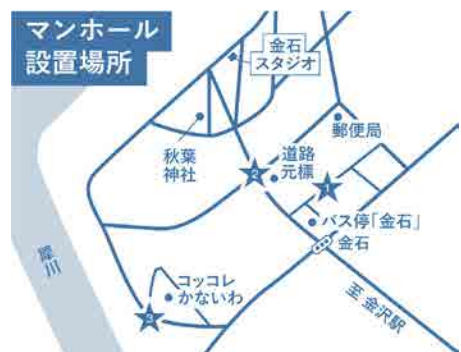 マンホール
設置場所
金石
スタジオ
郵便局
秋葉
神社
道路
元標
2
1
バス停「金石」
金石
犀川
コッコレ
かないわ
3
至 金沢駅